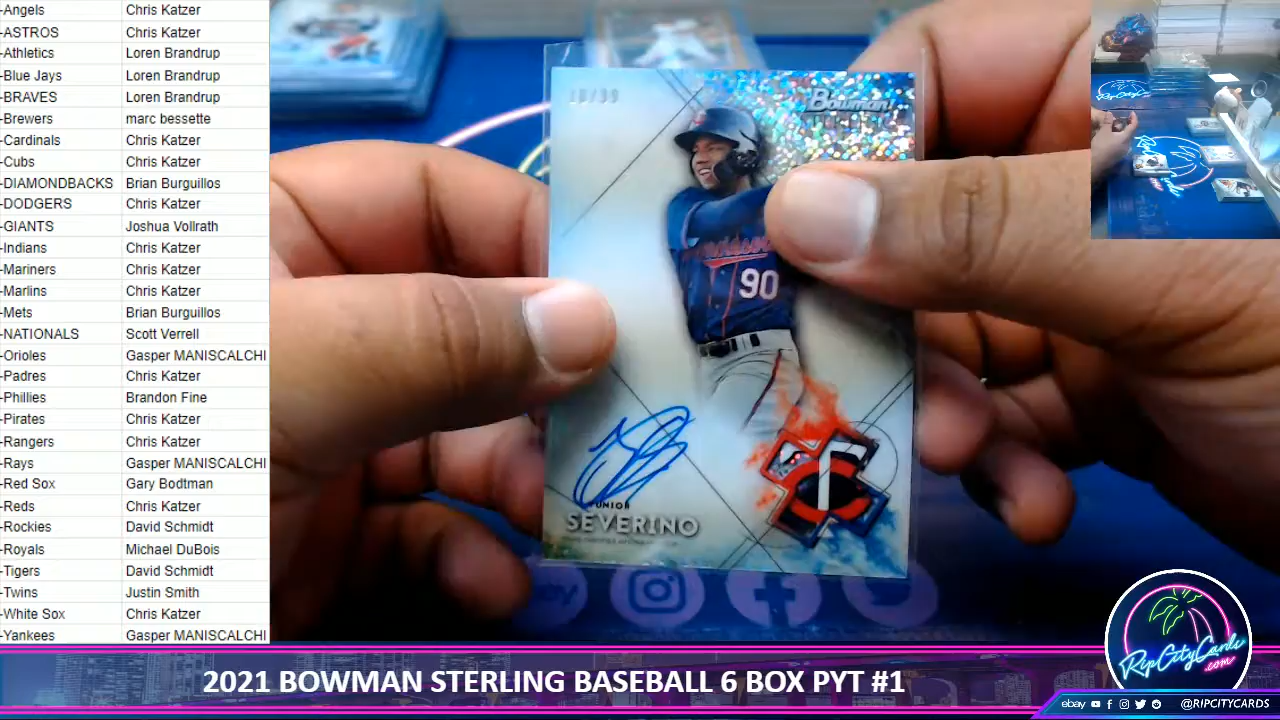 -Angels Chris Katzer
-ASTROS Chris Katzer
-Athletics Loren Brandrup
-Blue Jays Loren Brandrup
-BRAVES Loren Brandrup
-Brewers marc bessette
-Cardinals Chris Katzer
-Cubs Chris Katzer
-DIAMONDBACKS Brian Burguillos
-DODGERS Chris Katzer
-GIANTS Joshua Vollrath
-Indians Chris Katzer
-Mariners Chris Katzer
-Marlins Chris Katzer
-Mets Brian Burguillos
-NATIONALS Scott Verrell
-Orioles Gasper MANISCALCHI
-Padres Chris Katzer
-Phillies Brandon Fine
-Pirates Chris Katzer
-Rangers Chris Katzer
-Rays Gasper MANISCALCHI
-Red Sox Gary Bodtman
-Reds Chris Katzer
-Rockies David Schmidt
-Royals Michael DuBois
-Tigers David Schmidt
-Twins Justin Smith
-White Sox Chris Katzer
-Yankees Gasper MANISCALCHI
Bowman
90
TC
SEVERINO
ebay
RipCityCards
.com
2021 BOWMAN STERLING BASEBALL 6 BOX PYT #1
ebay @RIPCITYCARDS